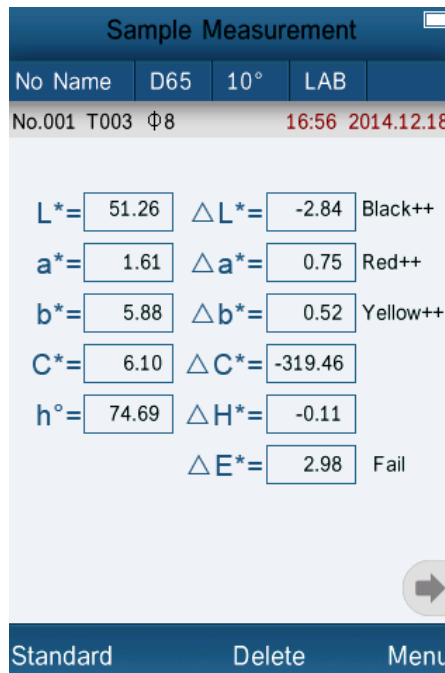 Sample Measurement
No Name D65 10° LAB
No.001 T003 Φ8 16:56 2014.12.18
L*= 51.26 △L*= -2.84 Black++
a*= 1.61 △a*= 0.75 Red++
b*= 5.88 △b*= 0.52 Yellow++
C*= 6.10 △C*= -319.46
h°= 74.69 △H*= -0.11
△E*= 2.98 Fail
Standard Delete Menu